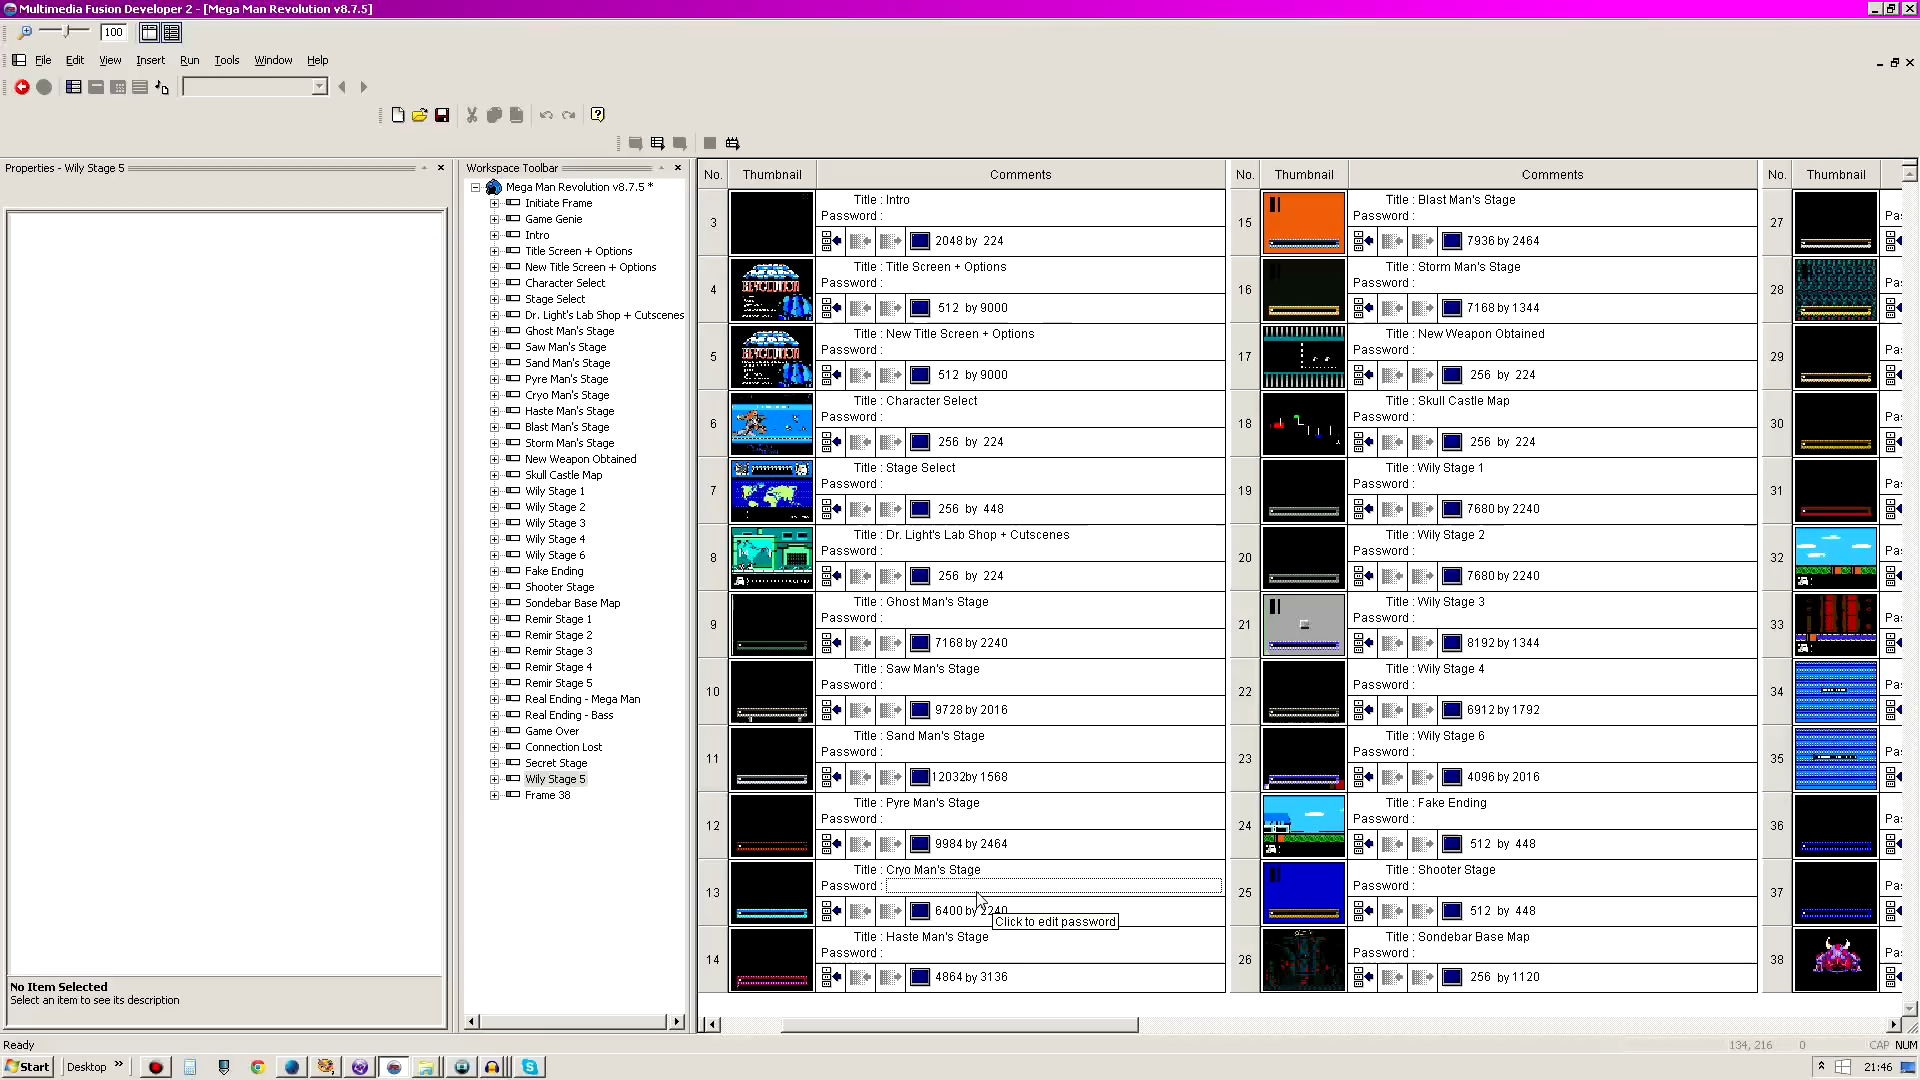 Multimedia Fusion Developer 2 - [Mega Man Revolution v8.7.5]
100
File Edit View Insert Run Tools Window Help
Properties - Wily Stage 5
No Item Selected
Select an item to see its description
Workspace Toolbar
Mega Man Revolution v8.7.5 *
Initiate Frame
Game Genie
Intro
Title Screen + Options
New Title Screen + Options
Character Select
Stage Select
Dr. Light's Lab Shop + Cutscenes
Ghost Man's Stage
Saw Man's Stage
Sand Man's Stage
Pyre Man's Stage
Cryo Man's Stage
Haste Man's Stage
Blast Man's Stage
Storm Man's Stage
New Weapon Obtained
Skull Castle Map
Wily Stage 1
Wily Stage 2
Wily Stage 3
Wily Stage 4
Wily Stage 6
Fake Ending
Shooter Stage
Sondebar Base Map
Remir Stage 1
Remir Stage 2
Remir Stage 3
Remir Stage 4
Remir Stage 5
Real Ending - Mega Man
Real Ending - Bass
Game Over
Connection Lost
Secret Stage
Wily Stage 5
Frame 38
No. Thumbnail Comments
3
Title : Intro
Password :
2048 by 224
4
REVOLUTION
Title : Title Screen + Options
Password :
512 by 9000
5
REVOLUTION
Title : New Title Screen + Options
Password :
512 by 9000
6
Title : Character Select
Password :
256 by 224
7
Title : Stage Select
Password :
256 by 448
8
Title : Dr. Light's Lab Shop + Cutscenes
Password :
256 by 224
9
Title : Ghost Man's Stage
Password :
7168 by 2240
10
Title : Saw Man's Stage
Password :
9728 by 2016
11
Title : Sand Man's Stage
Password :
12032 by 1568
12
Title : Pyre Man's Stage
Password :
9984 by 2464
13
Title : Cryo Man's Stage
Password :
6400 by 2240
Click to edit password
14
Title : Haste Man's Stage
Password :
4864 by 3136
No. Thumbnail Comments
15
Title : Blast Man's Stage
Password :
7936 by 2464
16
Title : Storm Man's Stage
Password :
7168 by 1344
17
Title : New Weapon Obtained
Password :
256 by 224
18
Title : Skull Castle Map
Password :
256 by 224
19
Title : Wily Stage 1
Password :
7680 by 2240
20
Title : Wily Stage 2
Password :
7680 by 2240
21
Title : Wily Stage 3
Password :
8192 by 1344
22
Title : Wily Stage 4
Password :
6912 by 1792
23
Title : Wily Stage 6
Password :
4096 by 2016
24
Title : Fake Ending
Password :
512 by 448
25
Title : Shooter Stage
Password :
512 by 448
26
Title : Sondebar Base Map
Password :
256 by 1120
No. Thumbnail
27
Pa
28
Pa
29
Pa
30
Pa
31
Pa
32
Pa
33
Pa
34
Pa
35
Pa
36
Pa
37
Pa
38
Pa
Ready
134, 216 0 CAP NUM
Start Desktop 21:46